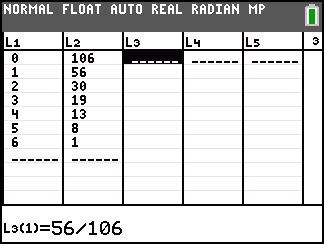 NORMAL FLOAT AUTO REAL RADIAN MP
L1 L2 L3 L4 L5 3
0 106 ------ ------ ------
1 56
2 30
3 19
4 13
5 8
6 1
------ ------
L3(1)=56/106